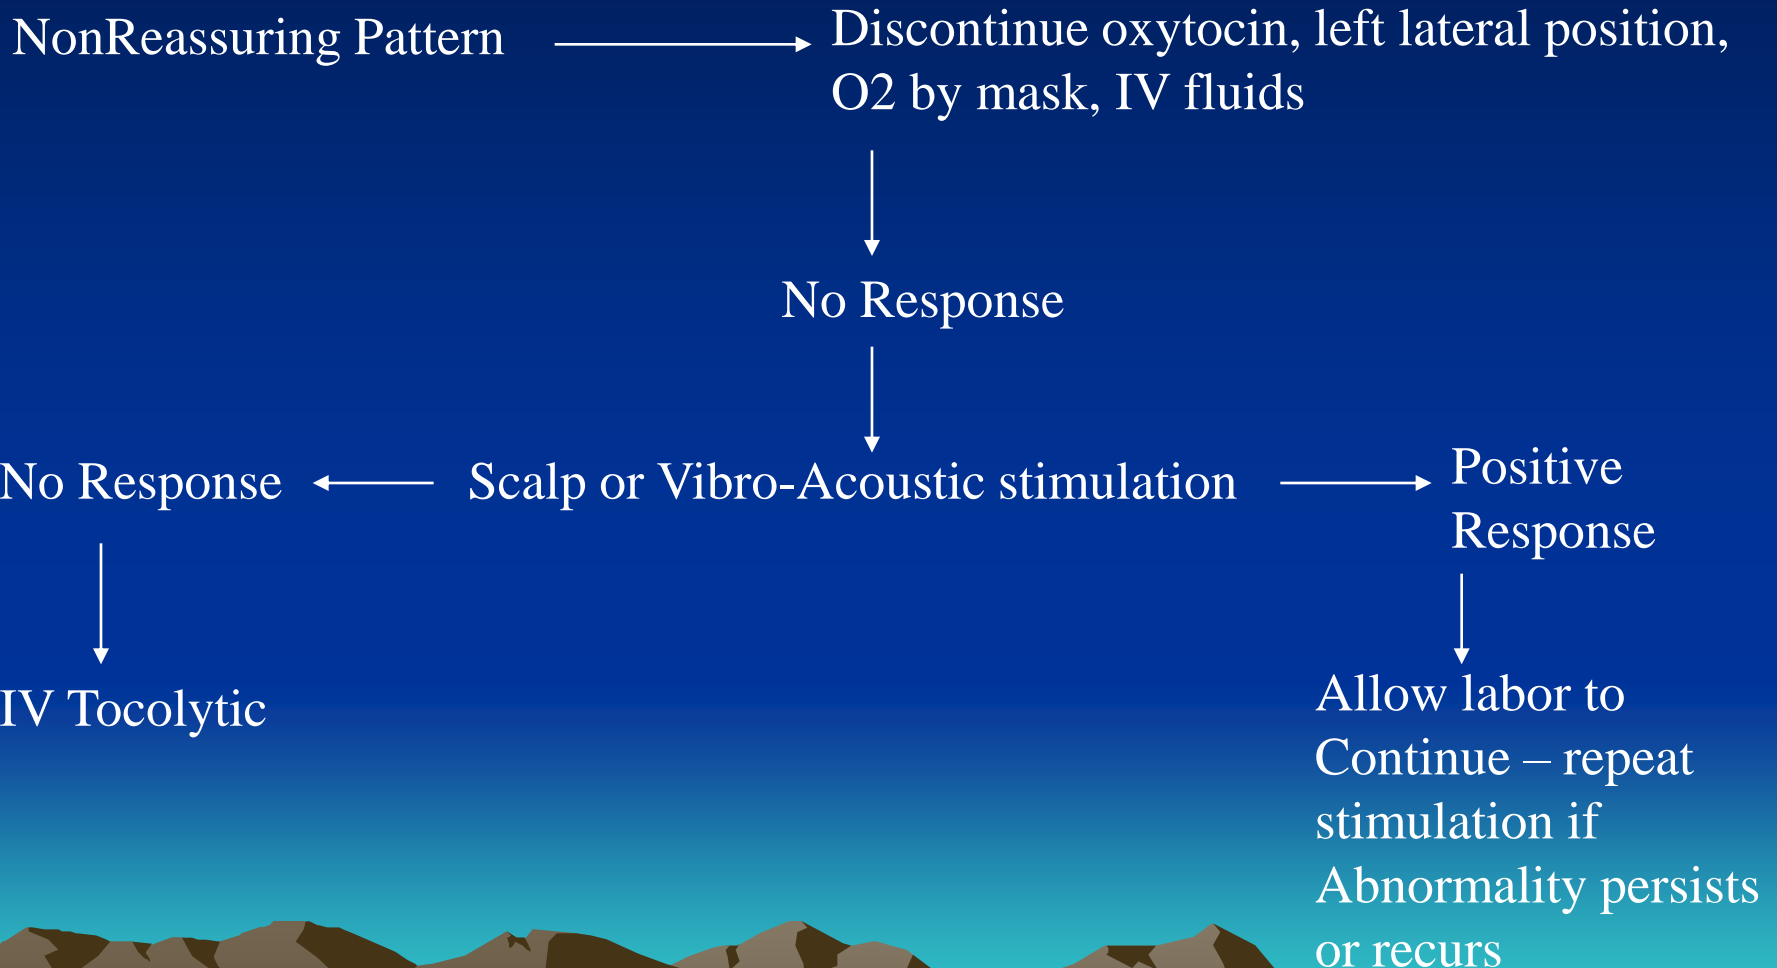 NonReassuring Pattern
Discontinue oxytocin, left lateral position,
O2 by mask, IV fluids
No Response
No Response
Scalp or Vibro-Acoustic stimulation
Positive
Response
IV Tocolytic
Allow labor to
Continue – repeat
stimulation if
Abnormality persists
or recurs